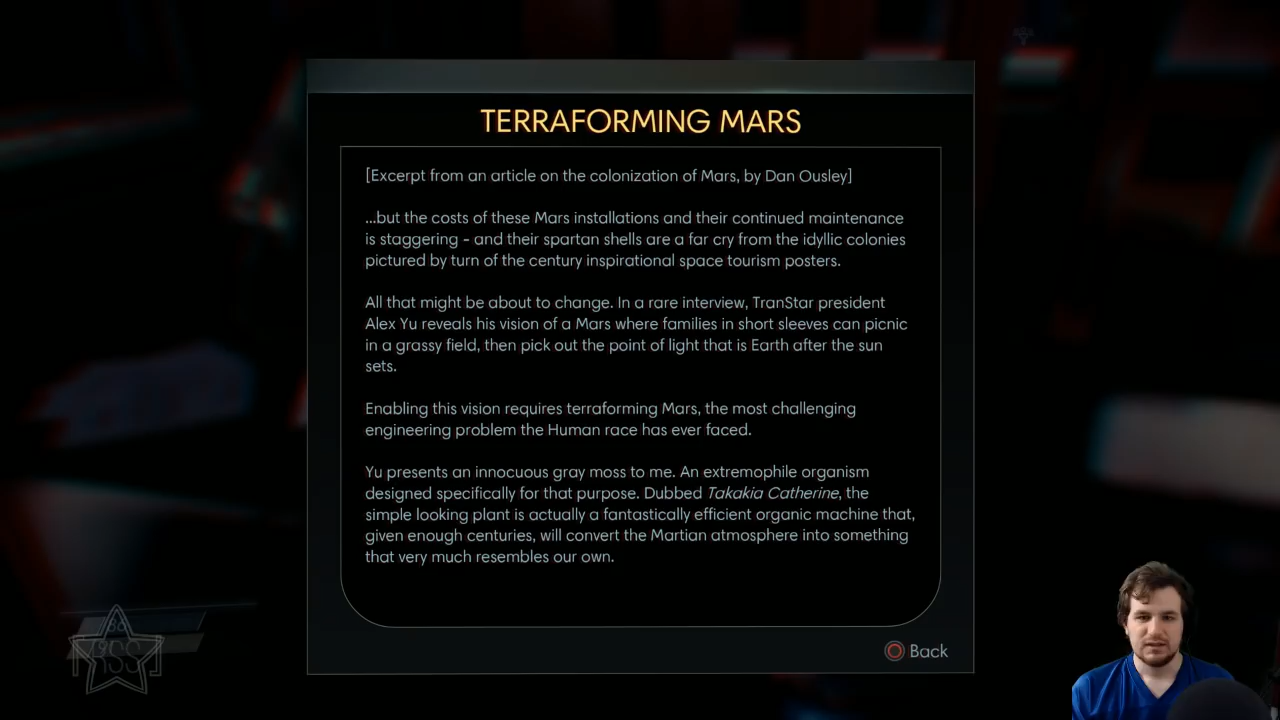 TERRAFORMING MARS
[Excerpt from an article on the colonization of Mars, by Dan Ousley]
...but the costs of these Mars installations and their continued maintenance
is staggering - and their spartan shells are a far cry from the idyllic colonies
pictured by turn of the century inspirational space tourism posters.
All that might be about to change. In a rare interview, TranStar president
Alex Yu reveals his vision of a Mars where families in short sleeves can picnic
in a grassy field, then pick out the point of light that is Earth after the sun
sets.
Enabling this vision requires terraforming Mars, the most challenging
engineering problem the Human race has ever faced.
Yu presents an innocuous gray moss to me. An extremophile organism
designed specifically for that purpose. Dubbed Takakia Catherine, the
simple looking plant is actually a fantastically efficient organic machine that,
given enough centuries, will convert the Martian atmosphere into something
that very much resembles our own.
Back